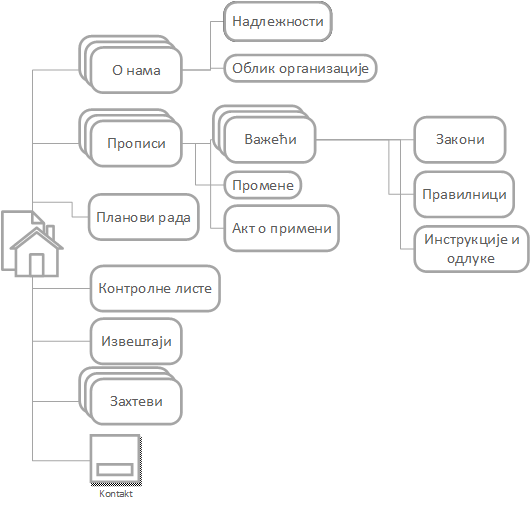 О нама
Надлежности
Облик организације
Прописи
Важећи
Закони
Правилници
Инструкције и
одлуке
Промене
Акт о примени
Планови рада
Контролне листе
Извештаји
Захтеви
Kontakt